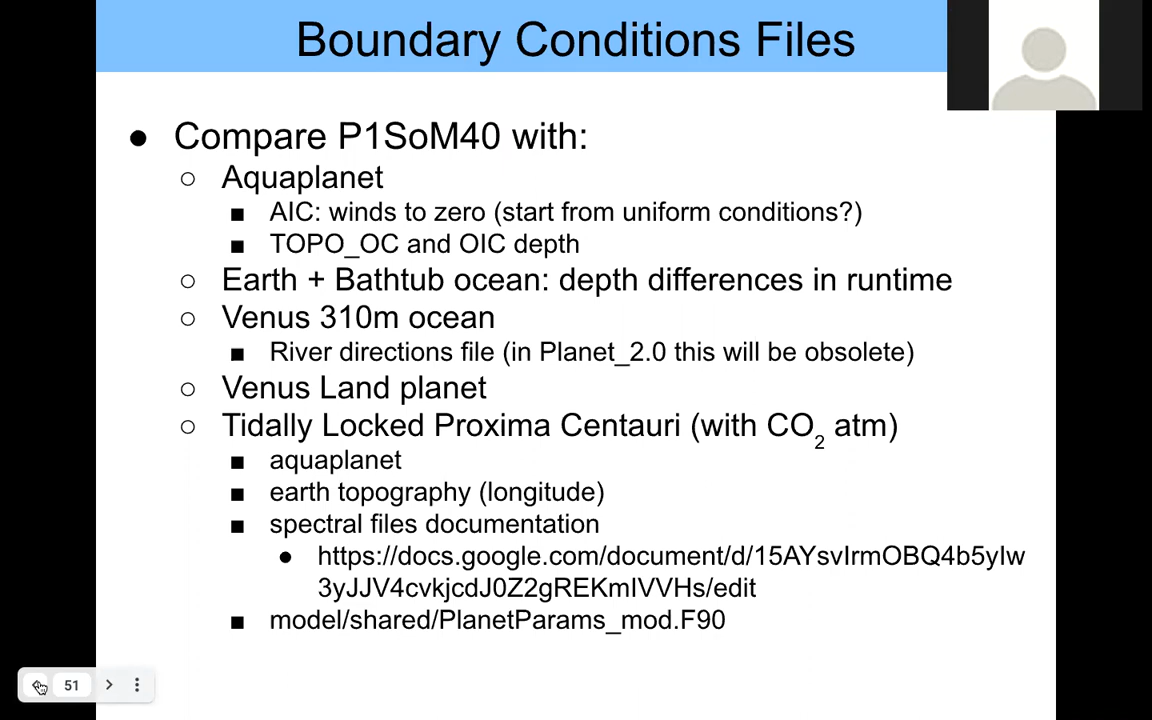 Boundary Conditions Files
● Compare P1SoM40 with:
○ Aquaplanet
■ AIC: winds to zero (start from uniform conditions?)
■ TOPO_OC and OIC depth
○ Earth + Bathtub ocean: depth differences in runtime
○ Venus 310m ocean
■ River directions file (in Planet_2.0 this will be obsolete)
○ Venus Land planet
○ Tidally Locked Proxima Centauri (with CO₂ atm)
■ aquaplanet
■ earth topography (longitude)
■ spectral files documentation
● https://docs.google.com/document/d/15AYsvIrmOBQ4b5yIw
3yJJV4cvkjcdJ0Z2gREKmIVVHs/edit
■ model/shared/PlanetParams_mod.F90
51